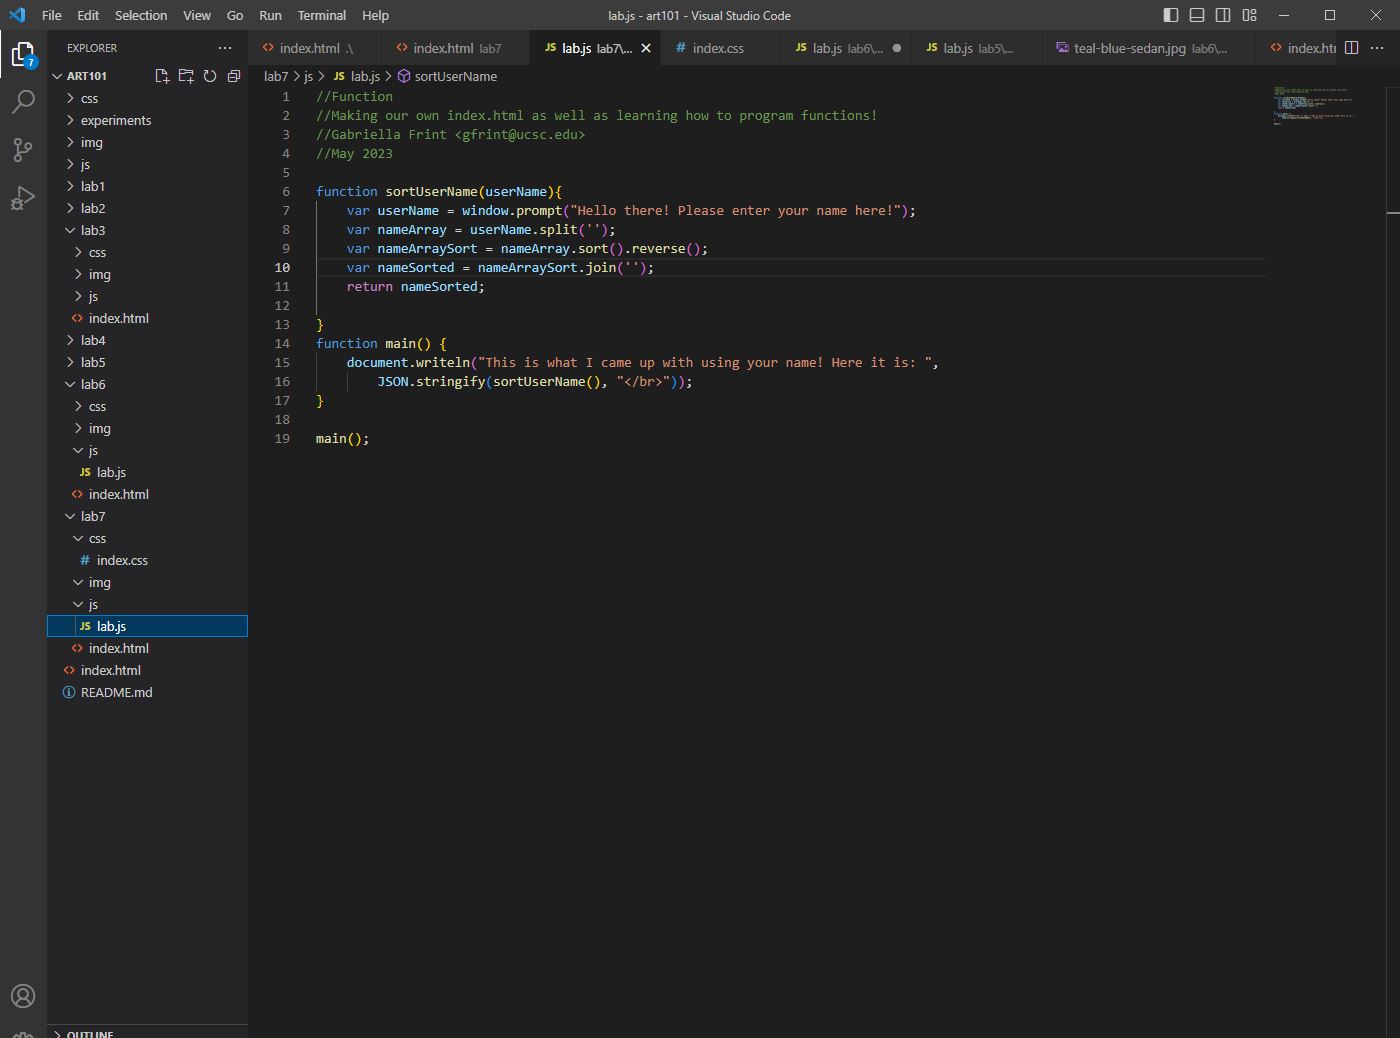 File Edit Selection View Go Run Terminal Help lab.js - art101 - Visual Studio Code
EXPLORER
index.html .\ index.html lab7 JS lab.js lab7\... # index.css JS lab.js lab6\... JS lab.js lab5\... teal-blue-sedan.jpg lab6\...
7
ART101
css
experiments
img
js
lab1
lab2
lab3
css
img
js
index.html
lab4
lab5
lab6
css
img
js
JS lab.js
index.html
lab7
css
# index.css
img
js
JS lab.js
index.html
index.html
README.md
OUTLINE
lab7 > js > JS lab.js > sortUserName
1 //Function
2 //Making our own index.html as well as learning how to program functions!
3 //Gabriella Frint <gfrint@ucsc.edu>
4 //May 2023
5
6 function sortUserName(userName){
7 var userName = window.prompt("Hello there! Please enter your name here!");
8 var nameArray = userName.split('');
9 var nameArraySort = nameArray.sort().reverse();
10 var nameSorted = nameArraySort.join('');
11 return nameSorted;
12
13 }
14 function main() {
15 document.writeln("This is what I came up with using your name! Here it is: ",
16 JSON.stringify(sortUserName(), "</br>"));
17 }
18
19 main();